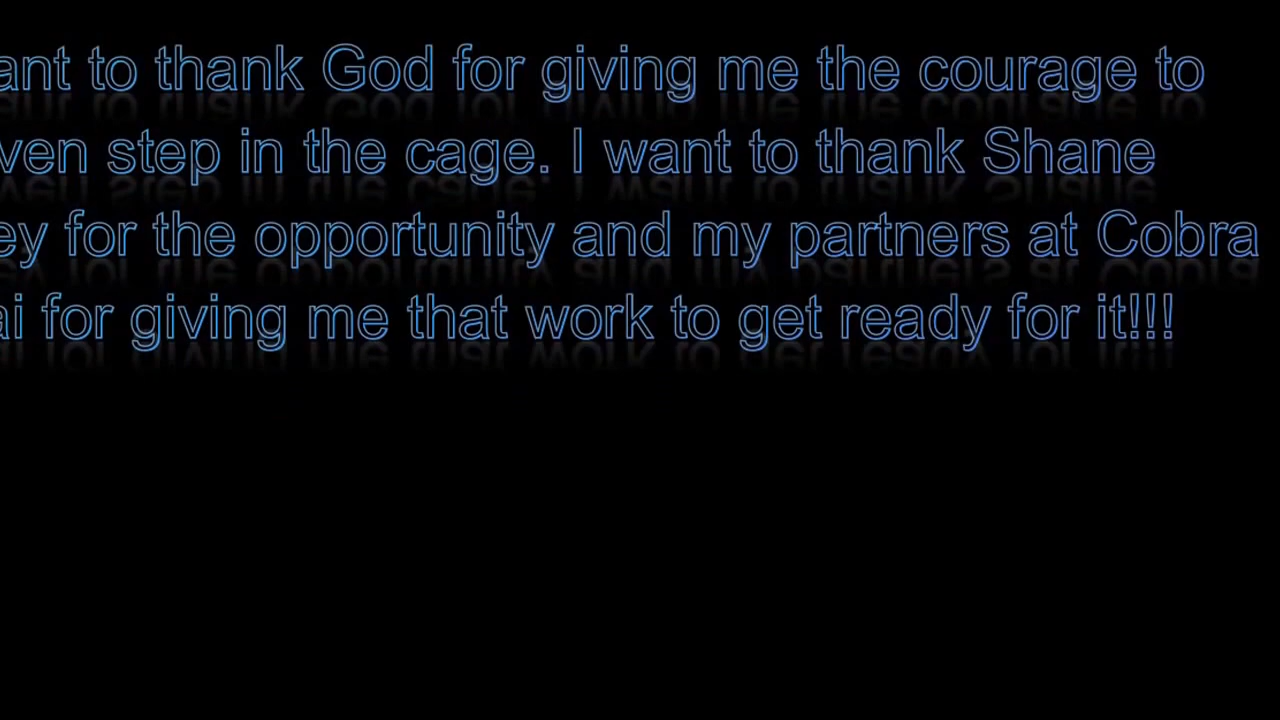 ant to thank God for giving me the courage to
ven step in the cage. I want to thank Shane
ey for the opportunity and my partners at Cobra
ai for giving me that work to get ready for it!!!